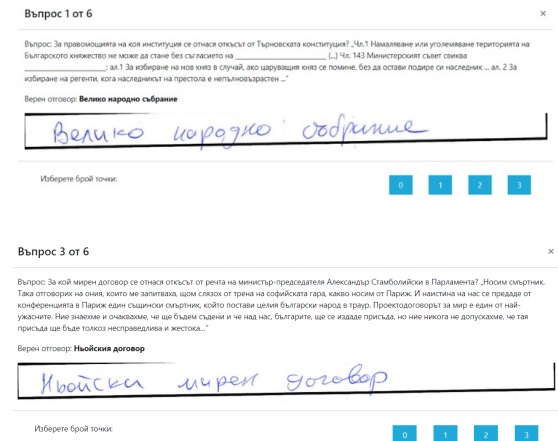 Въпрос 1 от 6
×
Въпрос: За правомощията на коя институция се отнася откъсът от Търновската конституция? „Чл.1 Намаляване или уголемяване територията на
Българското княжество не може да стане без съгласието на ____________________ (...) Чл. 143 Министерският съвет свиква
____________________: ал.1 За избиране на нов княз в случай, ако царуващия княз се помине, без да остави подире си наследник ... ал. 2 За
избиране на регенти, кога наследникът на престола е непълновъзрастен ..."
Верен отговор: Велико народно събрание
Велико народно събрание
Изберете брой точки:
0 1 2 3
Въпрос 3 от 6
×
Въпрос: За кой мирен договор се отнася откъсът от речта на министър-председателя Александър Стамболийски в Парламента? „Носим смъртник.
Така отговорих на ония, които ме запитваха, щом слязох от трена на софийската гара, какво носим от Париж. И наистина на нас се предаде от
конференцията в Париж един същински смъртник, който постави целия български народ в траур. Проектодоговорът за мир е един от най-
ужасните. Ние знаехме и очаквахме, че ще бъдем съдени и че над нас, българите, ще се издаде присъда, но ние никога не допускахме, че тая
присъда ще бъде толкоз несправедлива и жестока..."
Верен отговор: Ньойския договор
Ньойски мирен договор
Изберете брой точки:
0 1 2 3